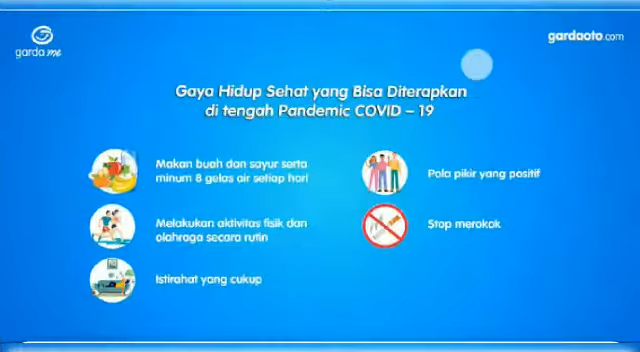 garda me
gardaoto.com
Gaya Hidup Sehat yang Bisa Diterapkan
di tengah Pandemic COVID – 19
Makan buah dan sayur serta
minum 8 gelas air setiap hari
Melakukan aktivitas fisik dan
olahraga secara rutin
Istirahat yang cukup
Pola pikir yang positif
Stop merokok